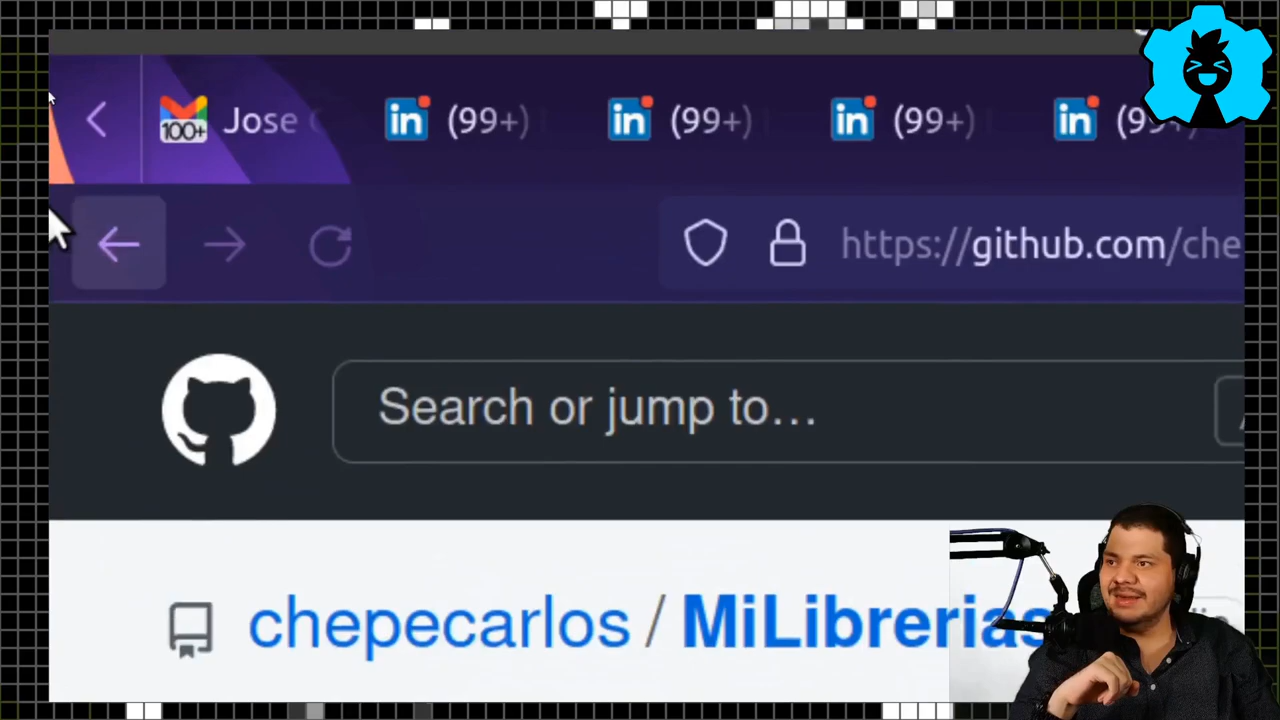 100+ Jose (99+) (99+) (99+)
https://github.com/che
Search or jump to...
chepecarlos / MiLibrerias